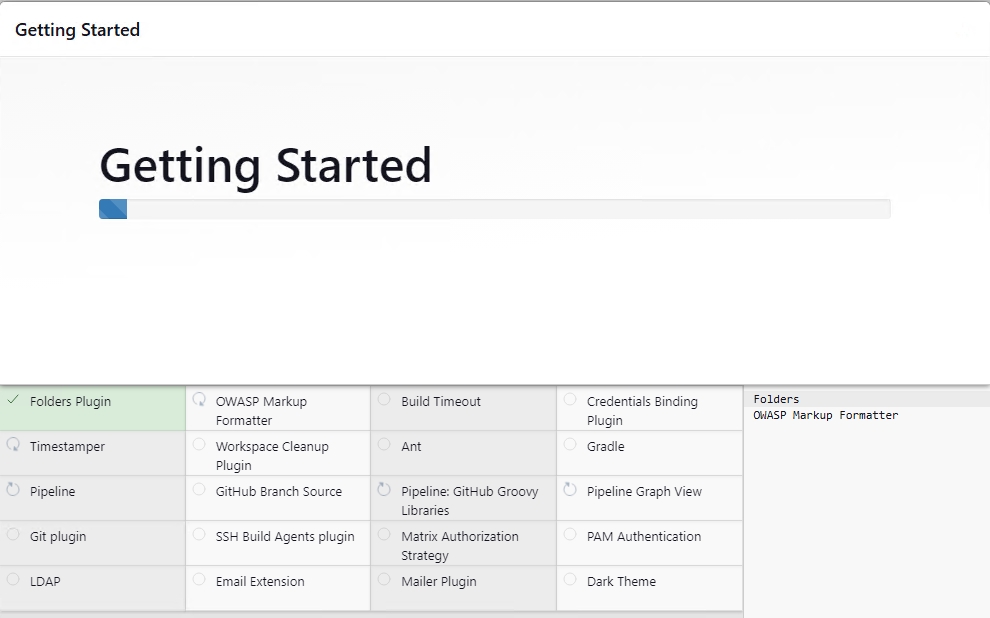 Getting Started
Getting Started
Folders Plugin
OWASP Markup
Formatter
Build Timeout
Credentials Binding
Plugin
Timestamper
Workspace Cleanup
Plugin
Ant
Gradle
Pipeline
GitHub Branch Source
Pipeline: GitHub Groovy
Libraries
Pipeline Graph View
Git plugin
SSH Build Agents plugin
Matrix Authorization
Strategy
PAM Authentication
LDAP
Email Extension
Mailer Plugin
Dark Theme
Folders
OWASP Markup Formatter